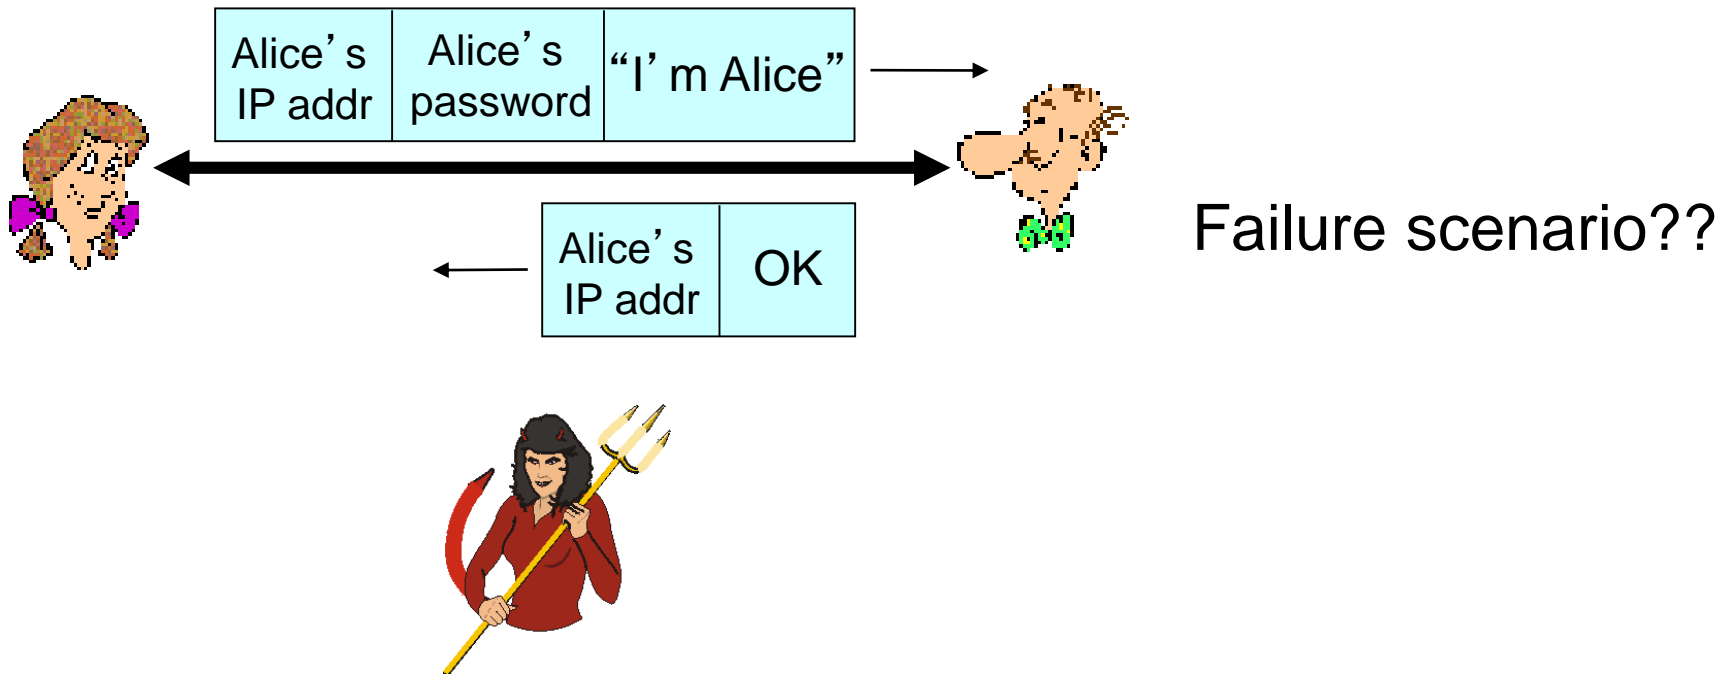 Alice’s
IP addr
Alice’s
password
“I’m Alice”
Alice’s
IP addr
OK
Failure scenario??